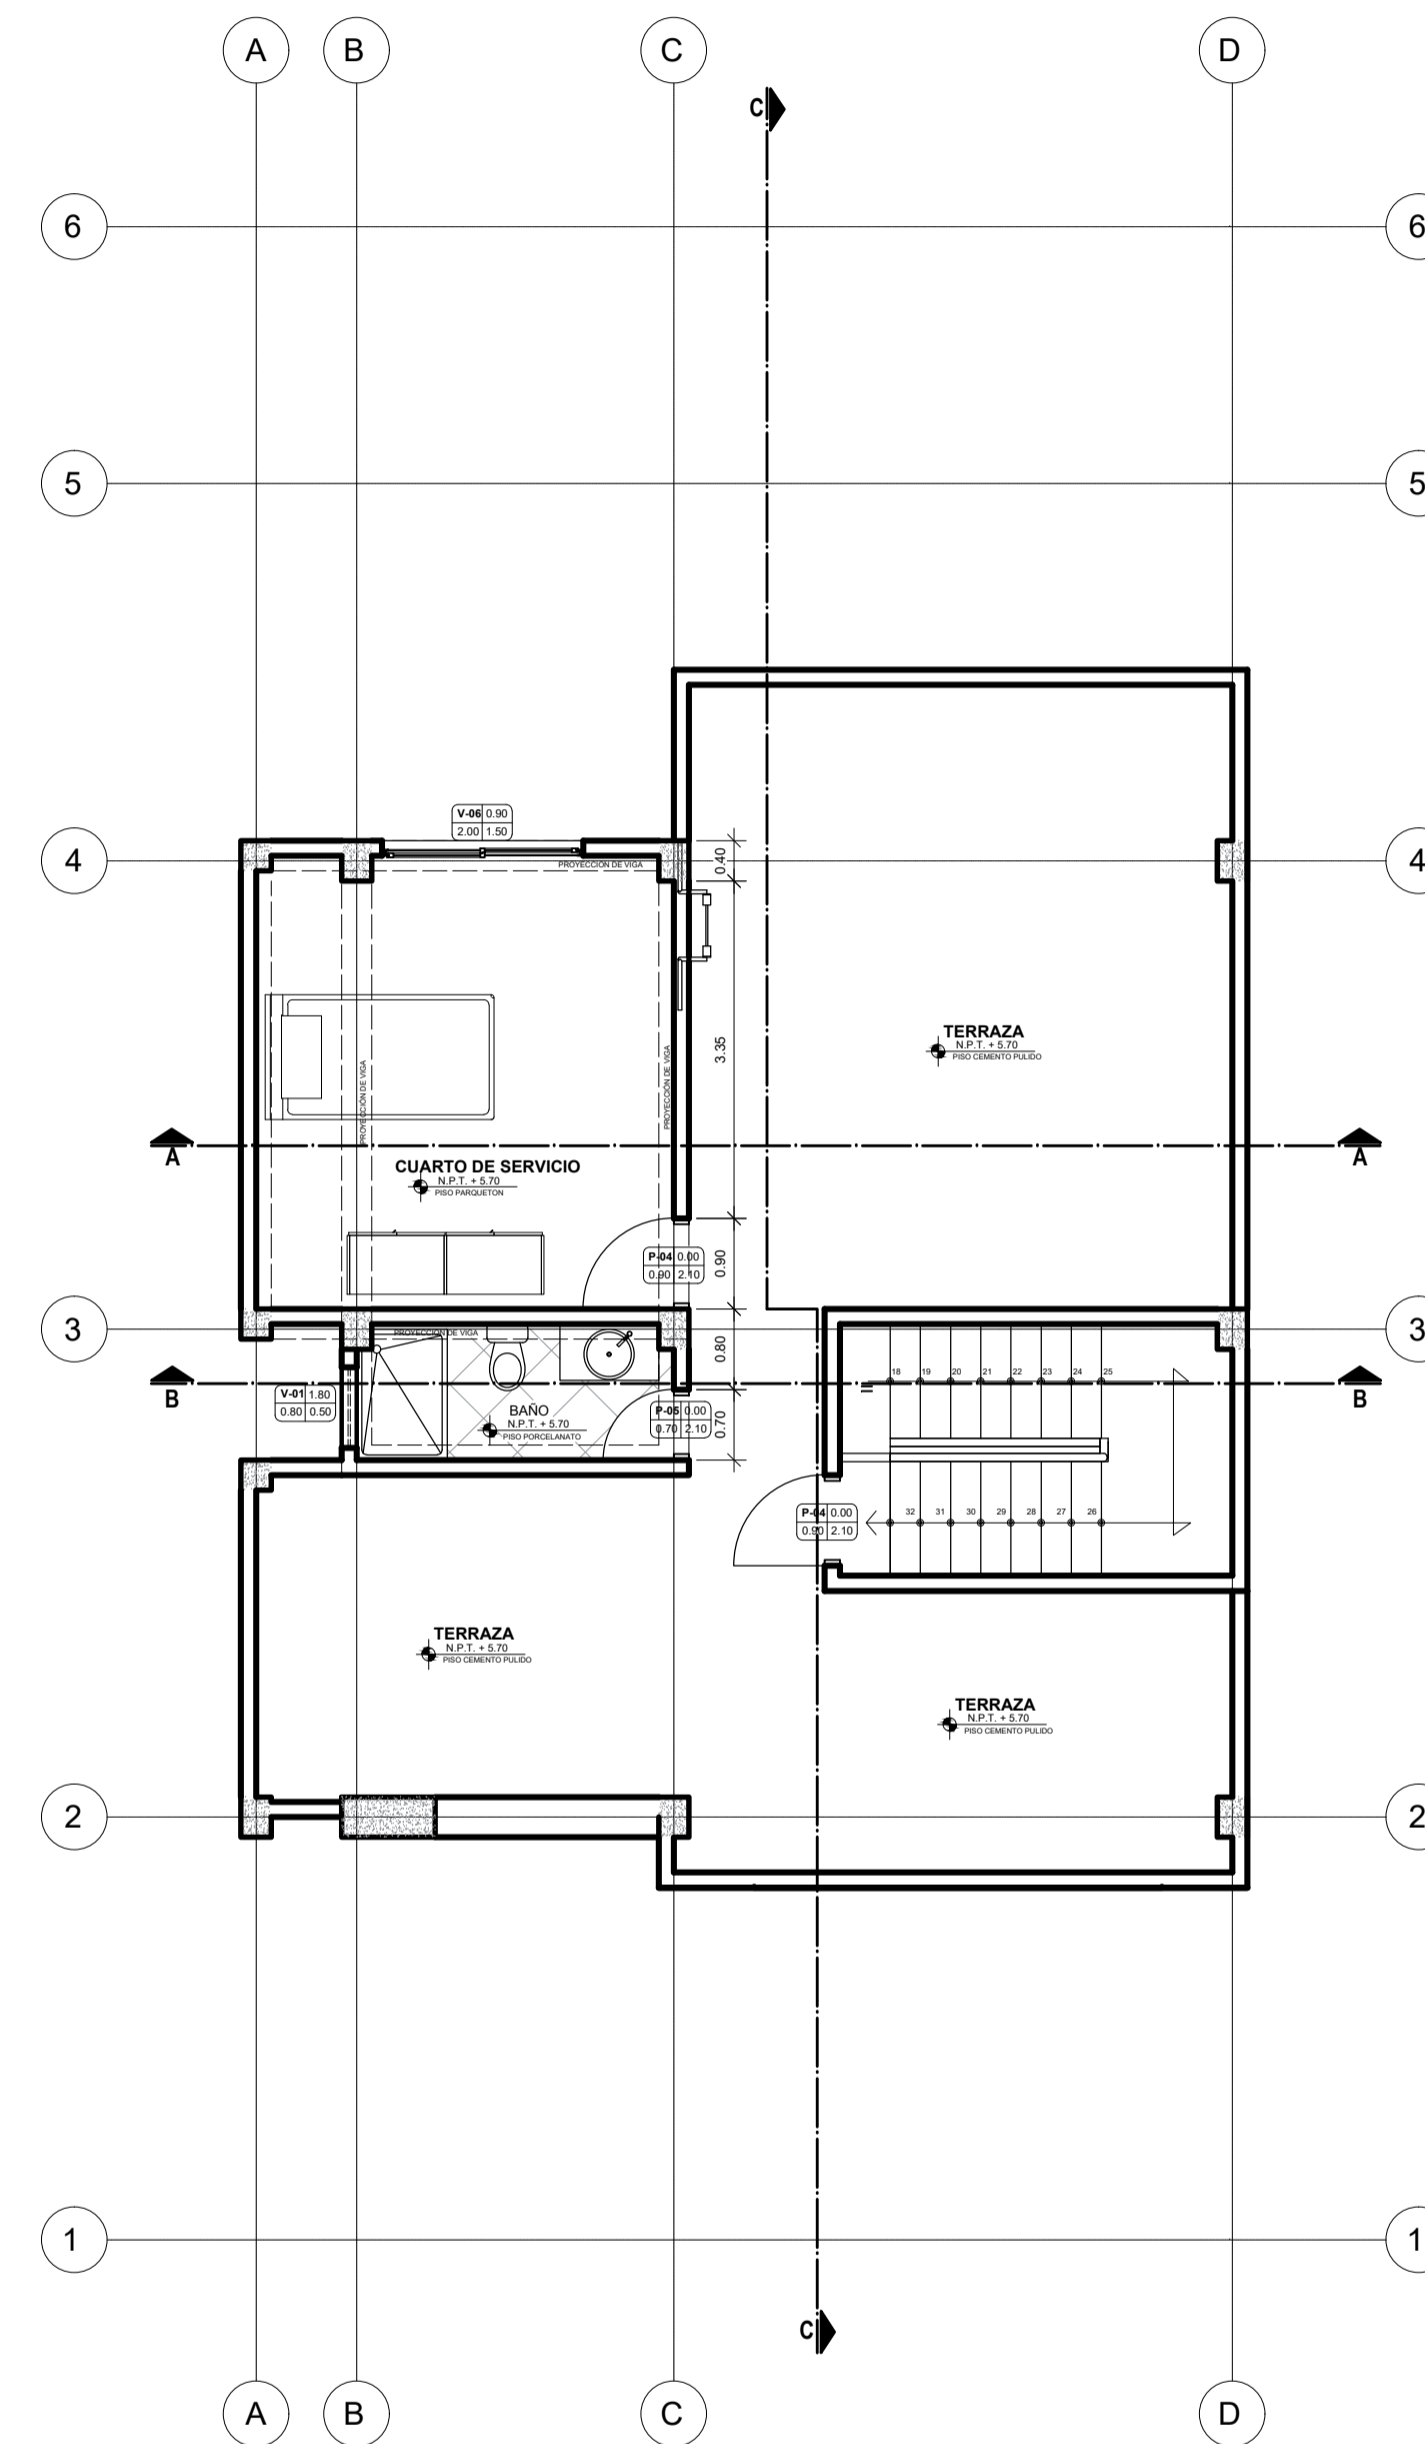 A B C D
C
6 6
5 5
V-06 0.90
2.00 1.50
4 4
PROYECCIÓN DE VIGA
0.40
TERRAZA
N.P.T. + 5.70
PISO CEMENTO PULIDO
3.35
PROYECCIÓN DE VIGA
PROYECCIÓN DE VIGA
A A
CUARTO DE SERVICIO
N.P.T. + 5.70
PISO PARQUETON
P-04 0.00
0.90 2.10
0.90
3 3
PROYECCIÓN DE VIGA
0.80
18 19 20 21 22 23 24 25
B B
V-01 1.80
0.80 0.50
BAÑO
N.P.T. + 5.70
PISO PORCELANATO
P-05 0.00
0.70 2.10
0.70
P-04 0.00
0.90 2.10
32 31 30 29 28 27 26
TERRAZA
N.P.T. + 5.70
PISO CEMENTO PULIDO
TERRAZA
N.P.T. + 5.70
PISO CEMENTO PULIDO
2 2
1 1
C
A B C D